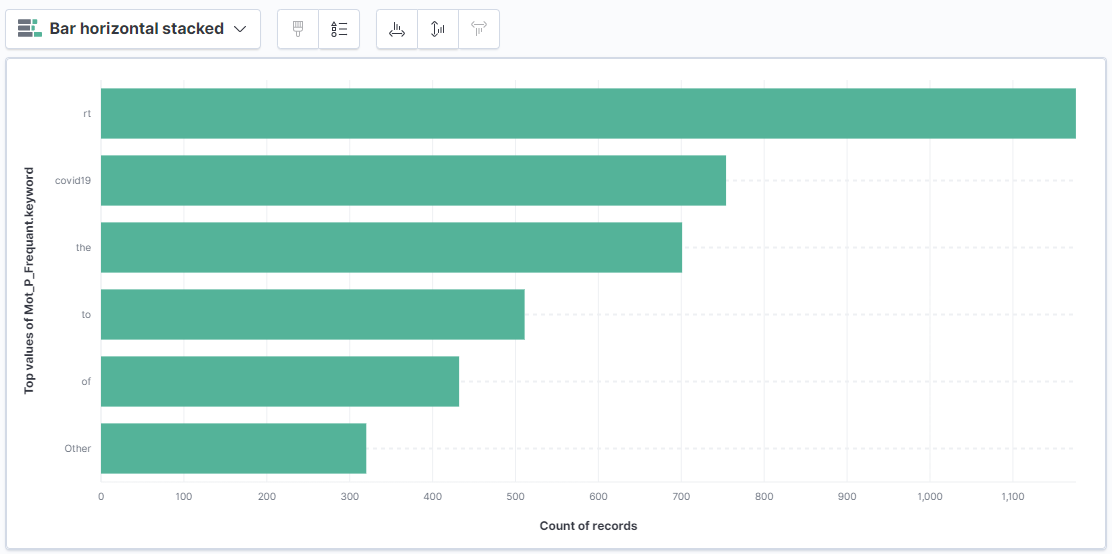 Bar horizontal stacked
rt
covid19
the
to
of
Other
Top values of Mot_P_Frequant.keyword
0 100 200 300 400 500 600 700 800 900 1,000 1,100
Count of records